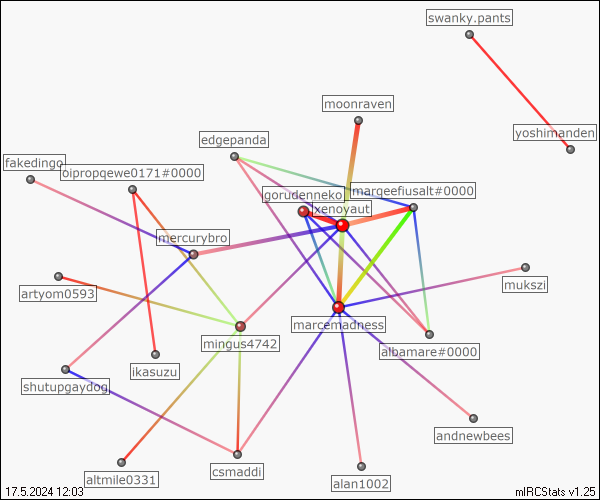 swanky.pants
moonraven
yoshimanden
edgepanda
fakedingo
oipropqewe0171#0000
gorudenneko
marqeefiusalt#0000
xenoyaut
mercurybro
mukszi
artyom0593
marcemadness
mingus4742
albamare#0000
ikasuzu
shutupgaydog
andnewbees
csmaddi
altmile0331
alan1002
17.5.2024 12:03
mIRCStats v1.25